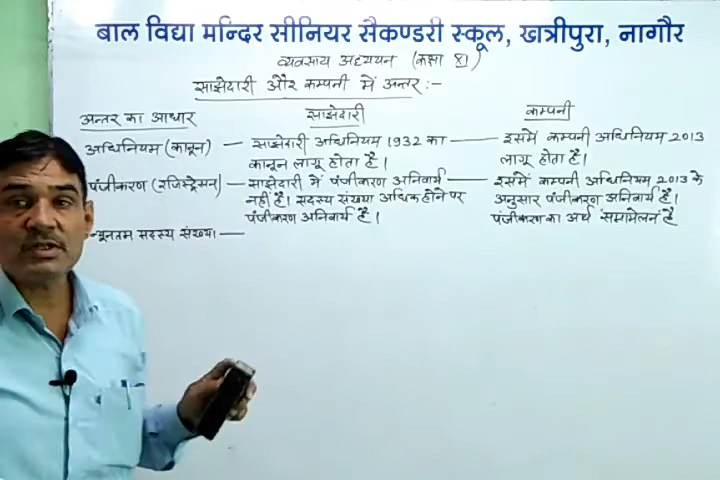 बाल विद्या मन्दिर सीनियर सैकण्डरी स्कूल, खत्रीपुरा, नागौर
व्यवसाय अध्ययन (कक्षा XI)
साझेदारी और कम्पनी में अन्तर :-
अन्तर का आधार साझेदारी कम्पनी
अधिनियम (कानून) — साझेदारी अधिनियम 1932 का — इसमें कम्पनी अधिनियम 2013
कानून लागू होता है। लागू होता है।
पंजीकरण (रजिस्ट्रेसन) — साझेदारी में पंजीकरण अनिवार्य — इसमें कम्पनी अधिनियम 2013 के
नहीं है। सदस्य संख्या अधिक होने पर अनुसार पंजीकरण अनिवार्य है।
पंजीकरण अनिवार्य है। पंजीकरण का अर्थ 'समामेलन' है
न्यूनतम सदस्य संख्या —